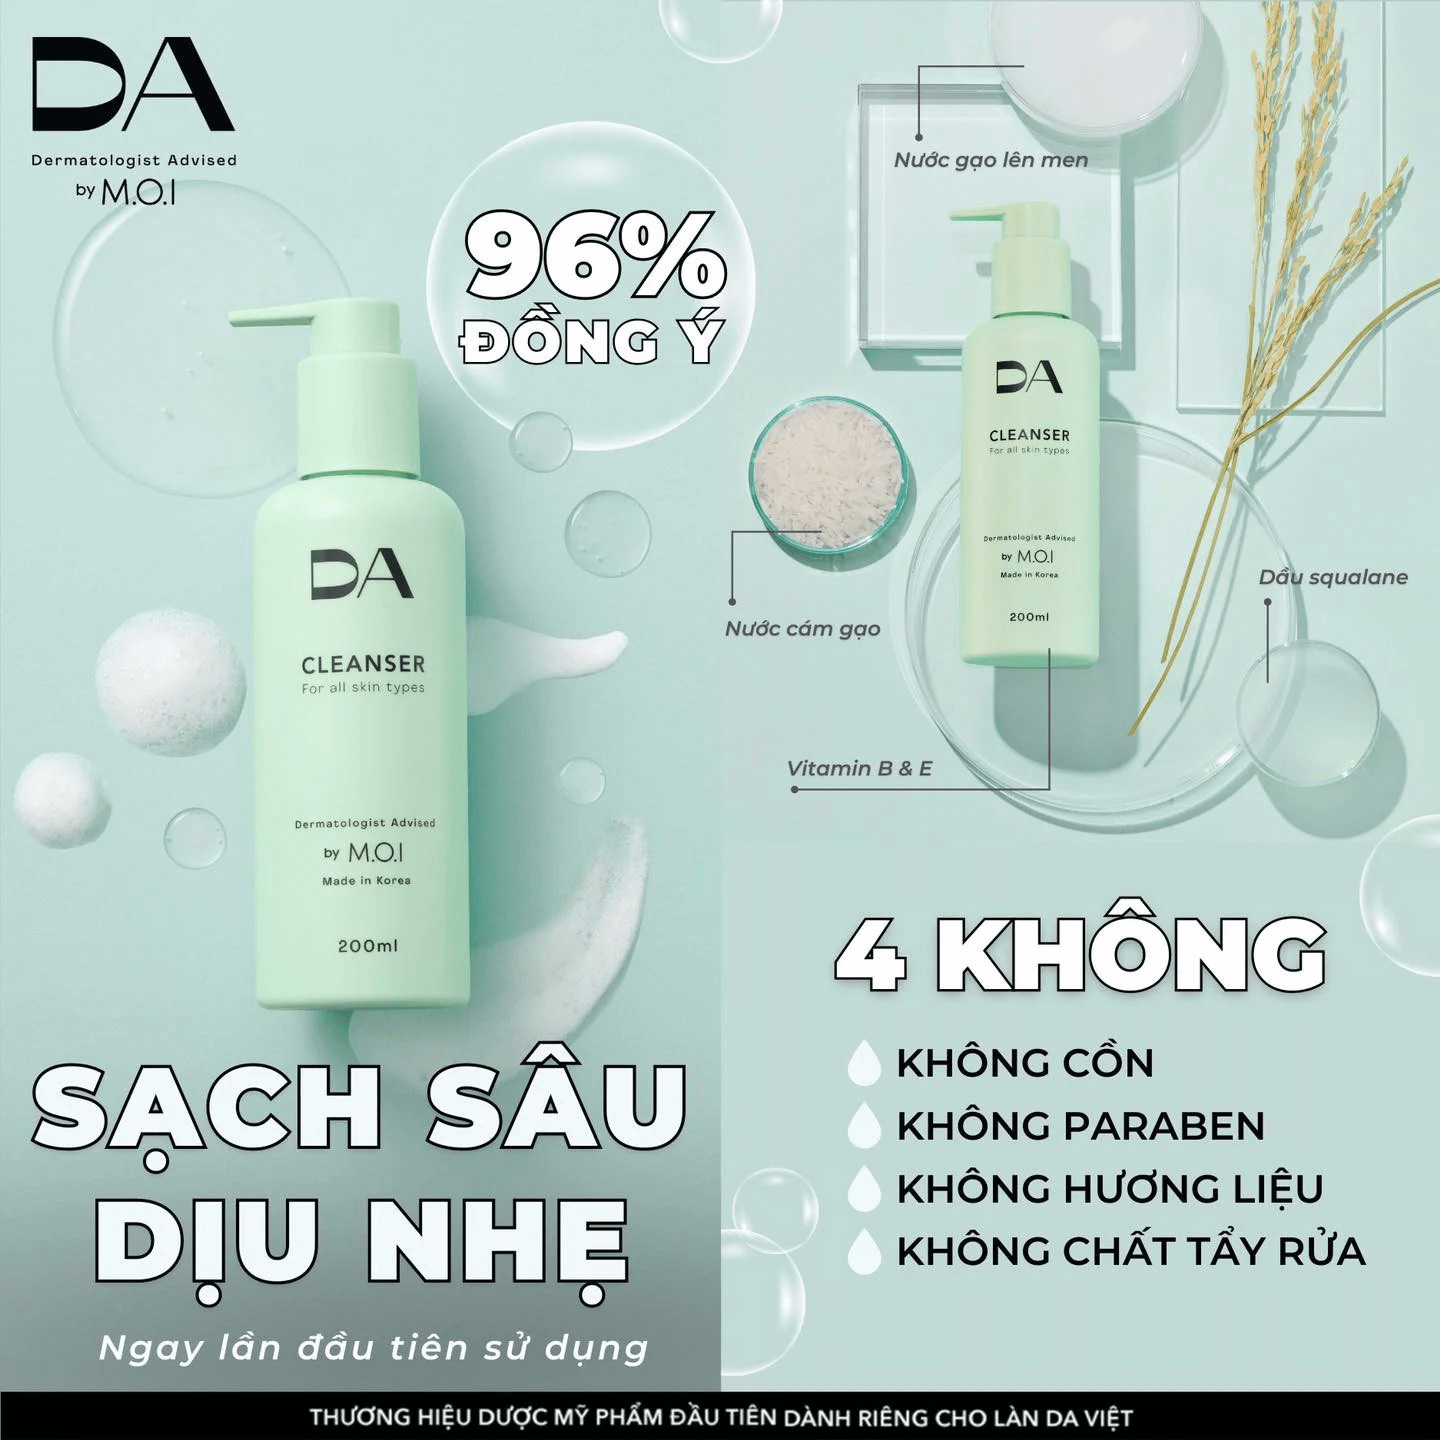 DA
Dermatologist Advised
by M.O.I
96%
ĐỒNG Ý
DA
CLEANSER
For all skin types
Dermatologist Advised
by M.O.I
Made in Korea
200ml
SẠCH SÂU
DỊU NHẸ
Ngay lần đầu tiên sử dụng
Nước gạo lên men
DA
CLEANSER
For all skin types
Dermatologist Advised
by M.O.I
Made in Korea
200ml
Nước cám gạo
Dầu squalane
Vitamin B & E
4 KHÔNG
KHÔNG CỒN
KHÔNG PARABEN
KHÔNG HƯƠNG LIỆU
KHÔNG CHẤT TẨY RỬA
THƯƠNG HIỆU DƯỢC MỸ PHẨM ĐẦU TIÊN DÀNH RIÊNG CHO LÀN DA VIỆT